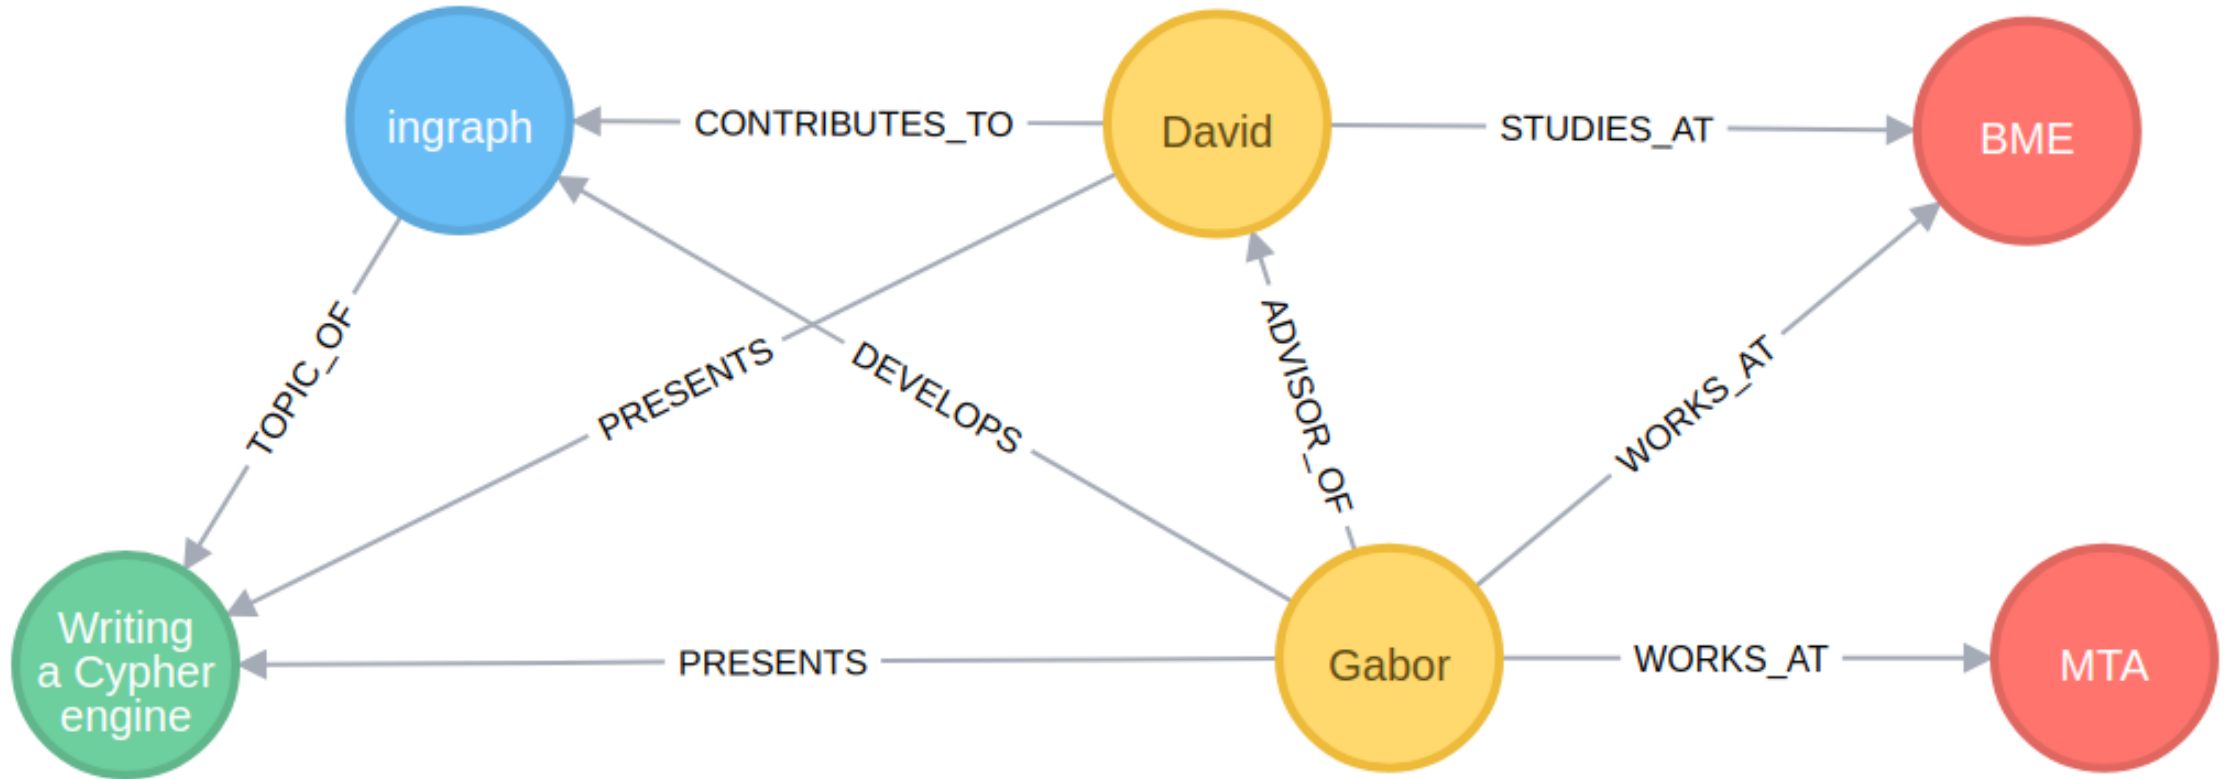 ingraph
CONTRIBUTES_TO
David
STUDIES_AT
BME
TOPIC_OF
PRESENTS
DEVELOPS
ADVISOR_OF
WORKS_AT
Writing
a Cypher
engine
PRESENTS
Gabor
WORKS_AT
MTA